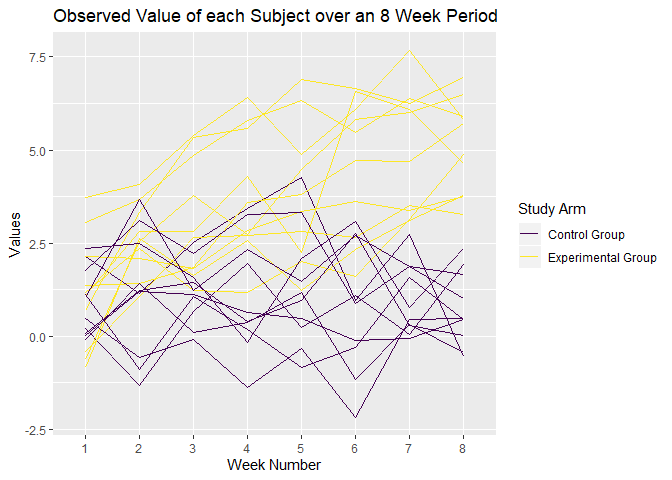 Observed Value of each Subject over an 8 Week Period
7.5
5.0
2.5
0.0
-2.5
Values
1 2 3 4 5 6 7 8
Week Number
Study Arm
Control Group
Experimental Group